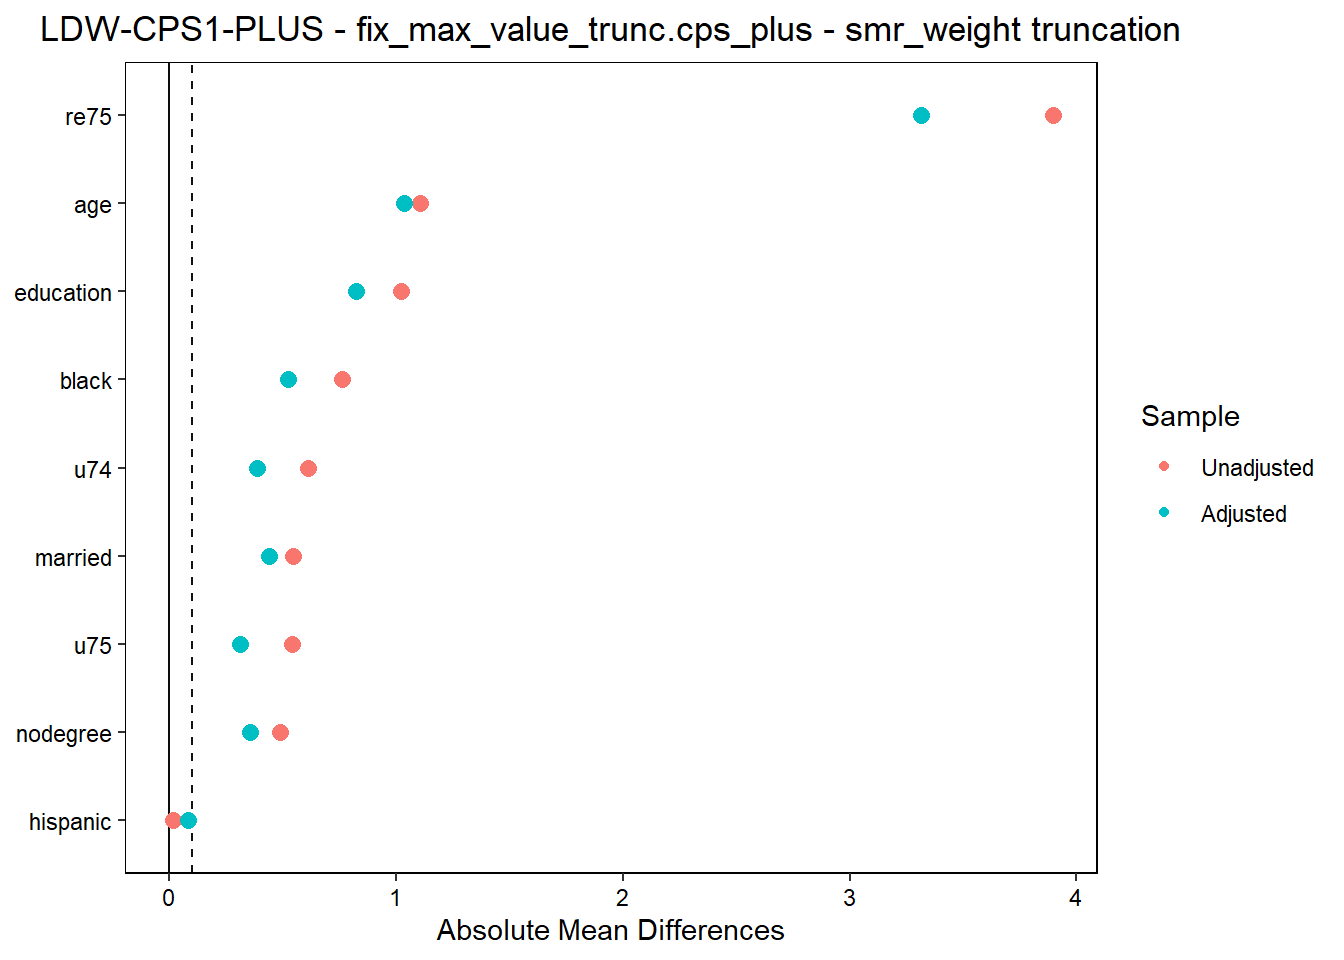 LDW-CPS1-PLUS - fix_max_value_trunc.cps_plus - smr_weight truncation
re75
age
education
black
u74
married
u75
nodegree
hispanic
0 1 2 3 4
Absolute Mean Differences
Sample
Unadjusted
Adjusted